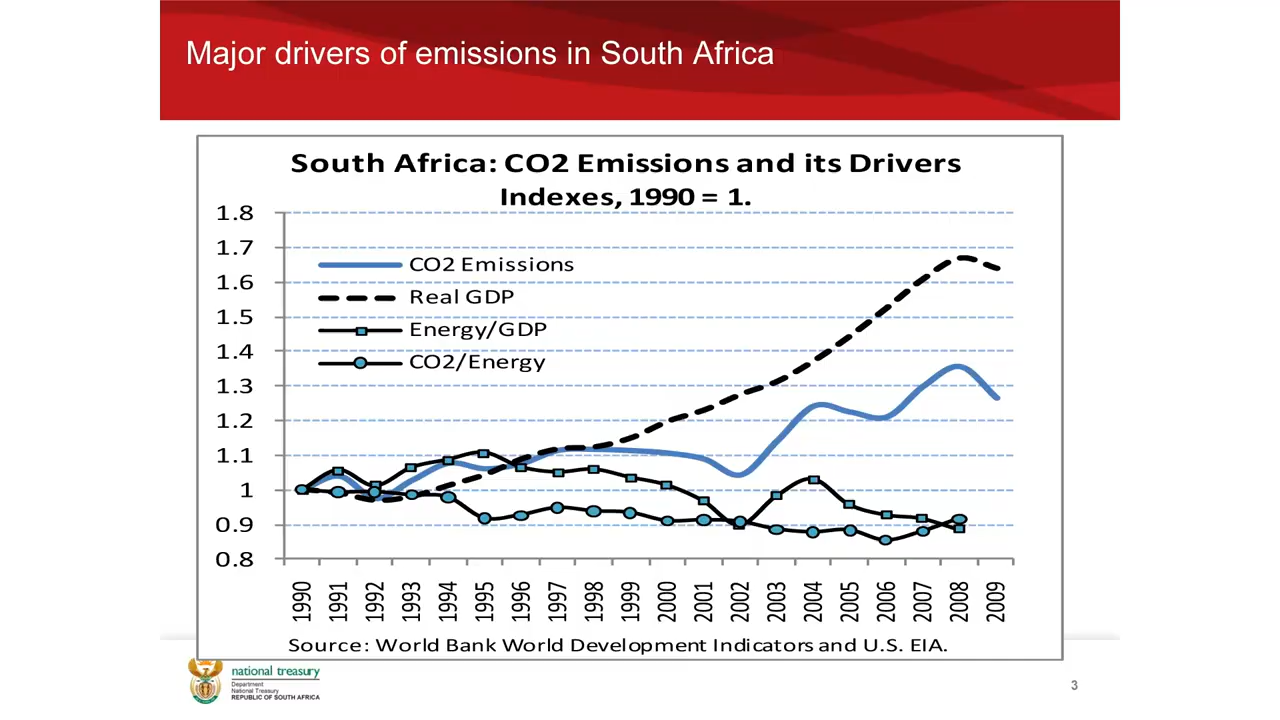 Major drivers of emissions in South Africa
South Africa: CO2 Emissions and its Drivers
Indexes, 1990 = 1.
1.8
1.7
1.6
1.5
1.4
1.3
1.2
1.1
1
0.9
0.8
CO2 Emissions
Real GDP
Energy/GDP
CO2/Energy
1990 1991 1992 1993 1994 1995 1996 1997 1998 1999 2000 2001 2002 2003 2004 2005 2006 2007 2008 2009
Source: World Bank World Development Indicators and U.S. EIA.
national treasury
Department
National Treasury
REPUBLIC OF SOUTH AFRICA
3